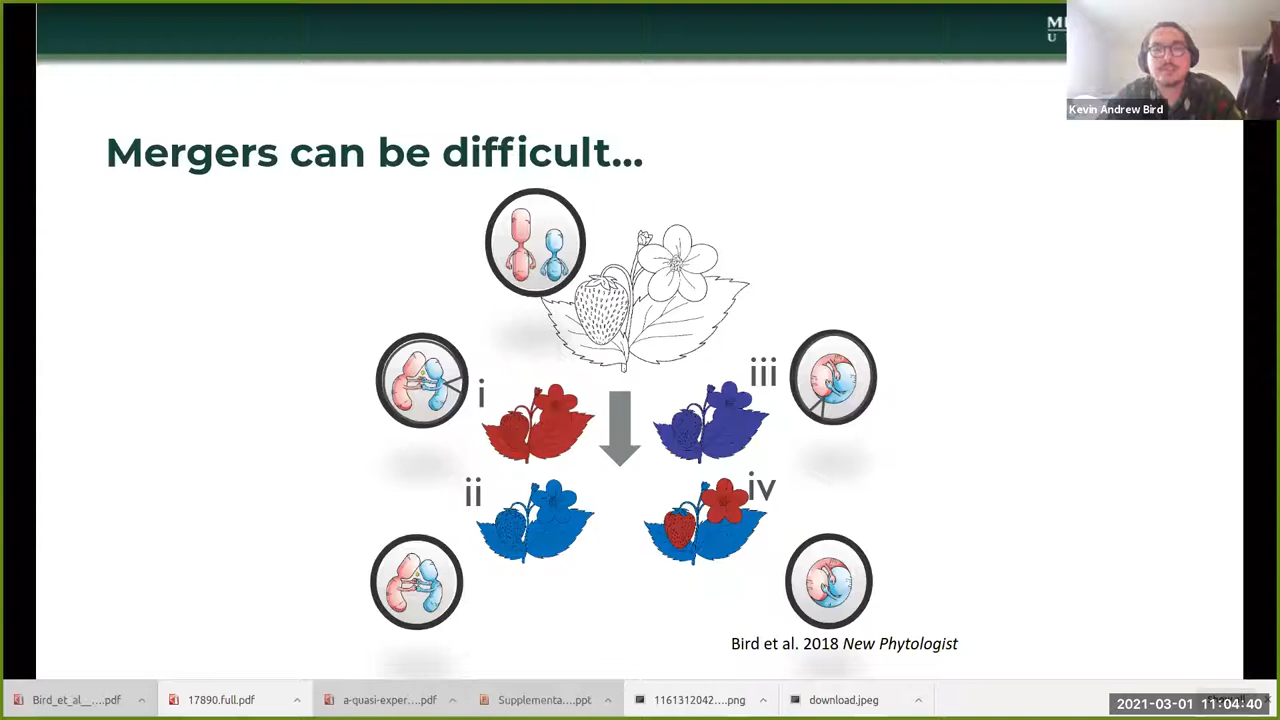 Kevin Andrew Bird
Mergers can be difficult...
i
iii
ii
iv
Bird et al. 2018 New Phytologist
Bird_et_al__....pdf
17890.full.pdf
a-quasi-exper....pdf
Supplementa....ppt
1161312042....png
download.jpeg
2021-03-01 11:04:40